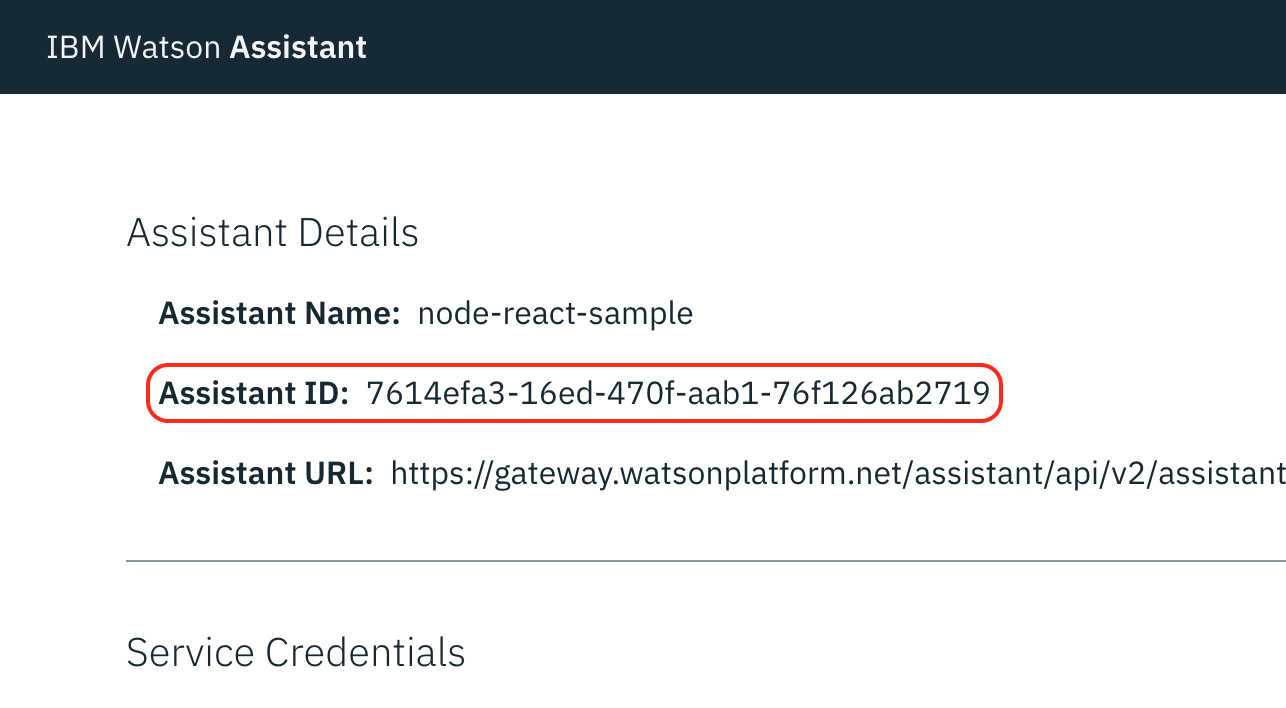 IBM Watson Assistant
Assistant Details
Assistant Name: node-react-sample
Assistant ID: 7614efa3-16ed-470f-aab1-76f126ab2719
Assistant URL: https://gateway.watsonplatform.net/assistant/api/v2/assistant
Service Credentials